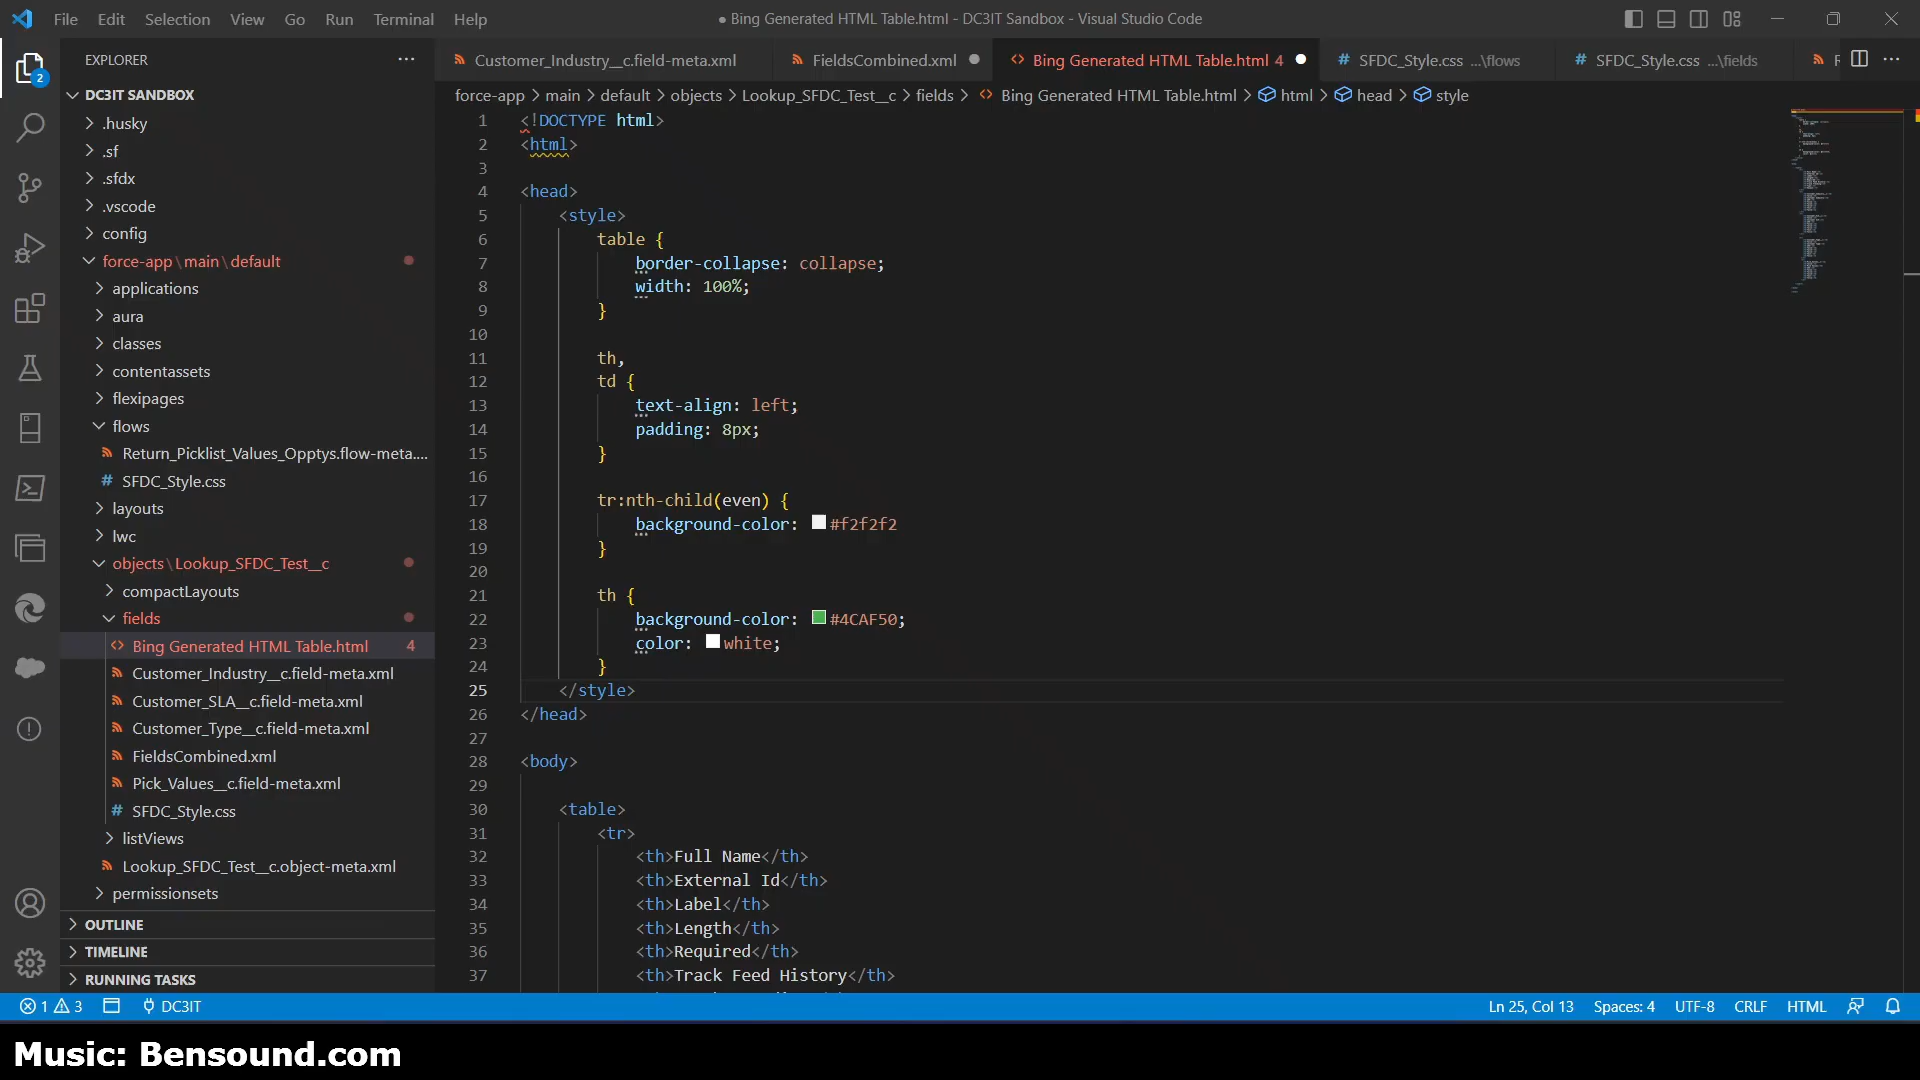 File Edit Selection View Go Run Terminal Help
● Bing Generated HTML Table.html - DC3IT Sandbox - Visual Studio Code
EXPLORER
Customer_Industry__c.field-meta.xml
FieldsCombined.xml
Bing Generated HTML Table.html 4
SFDC_Style.css ...\flows
SFDC_Style.css ...\fields
force-app > main > default > objects > Lookup_SFDC_Test__c > fields > Bing Generated HTML Table.html > html > head > style
2
DC3IT SANDBOX
.husky
.sf
.sfdx
.vscode
config
force-app\main\default
applications
aura
classes
contentassets
flexipages
flows
Return_Picklist_Values_Opptys.flow-meta....
SFDC_Style.css
layouts
lwc
objects\Lookup_SFDC_Test__c
compactLayouts
fields
Bing Generated HTML Table.html 4
Customer_Industry__c.field-meta.xml
Customer_SLA__c.field-meta.xml
Customer_Type__c.field-meta.xml
FieldsCombined.xml
Pick_Values__c.field-meta.xml
SFDC_Style.css
listViews
Lookup_SFDC_Test__c.object-meta.xml
permissionsets
OUTLINE
TIMELINE
RUNNING TASKS
1 <!DOCTYPE html>
2 <html>
3
4 <head>
5 <style>
6 table {
7 border-collapse: collapse;
8 width: 100%;
9 }
10
11 th,
12 td {
13 text-align: left;
14 padding: 8px;
15 }
16
17 tr:nth-child(even) {
18 background-color: #f2f2f2
19 }
20
21 th {
22 background-color: #4CAF50;
23 color: white;
24 }
25 </style>
26 </head>
27
28 <body>
29
30 <table>
31 <tr>
32 <th>Full Name</th>
33 <th>External Id</th>
34 <th>Label</th>
35 <th>Length</th>
36 <th>Required</th>
37 <th>Track Feed History</th>
1 3 DC3IT
Ln 25, Col 13 Spaces: 4 UTF-8 CRLF HTML
Music: Bensound.com